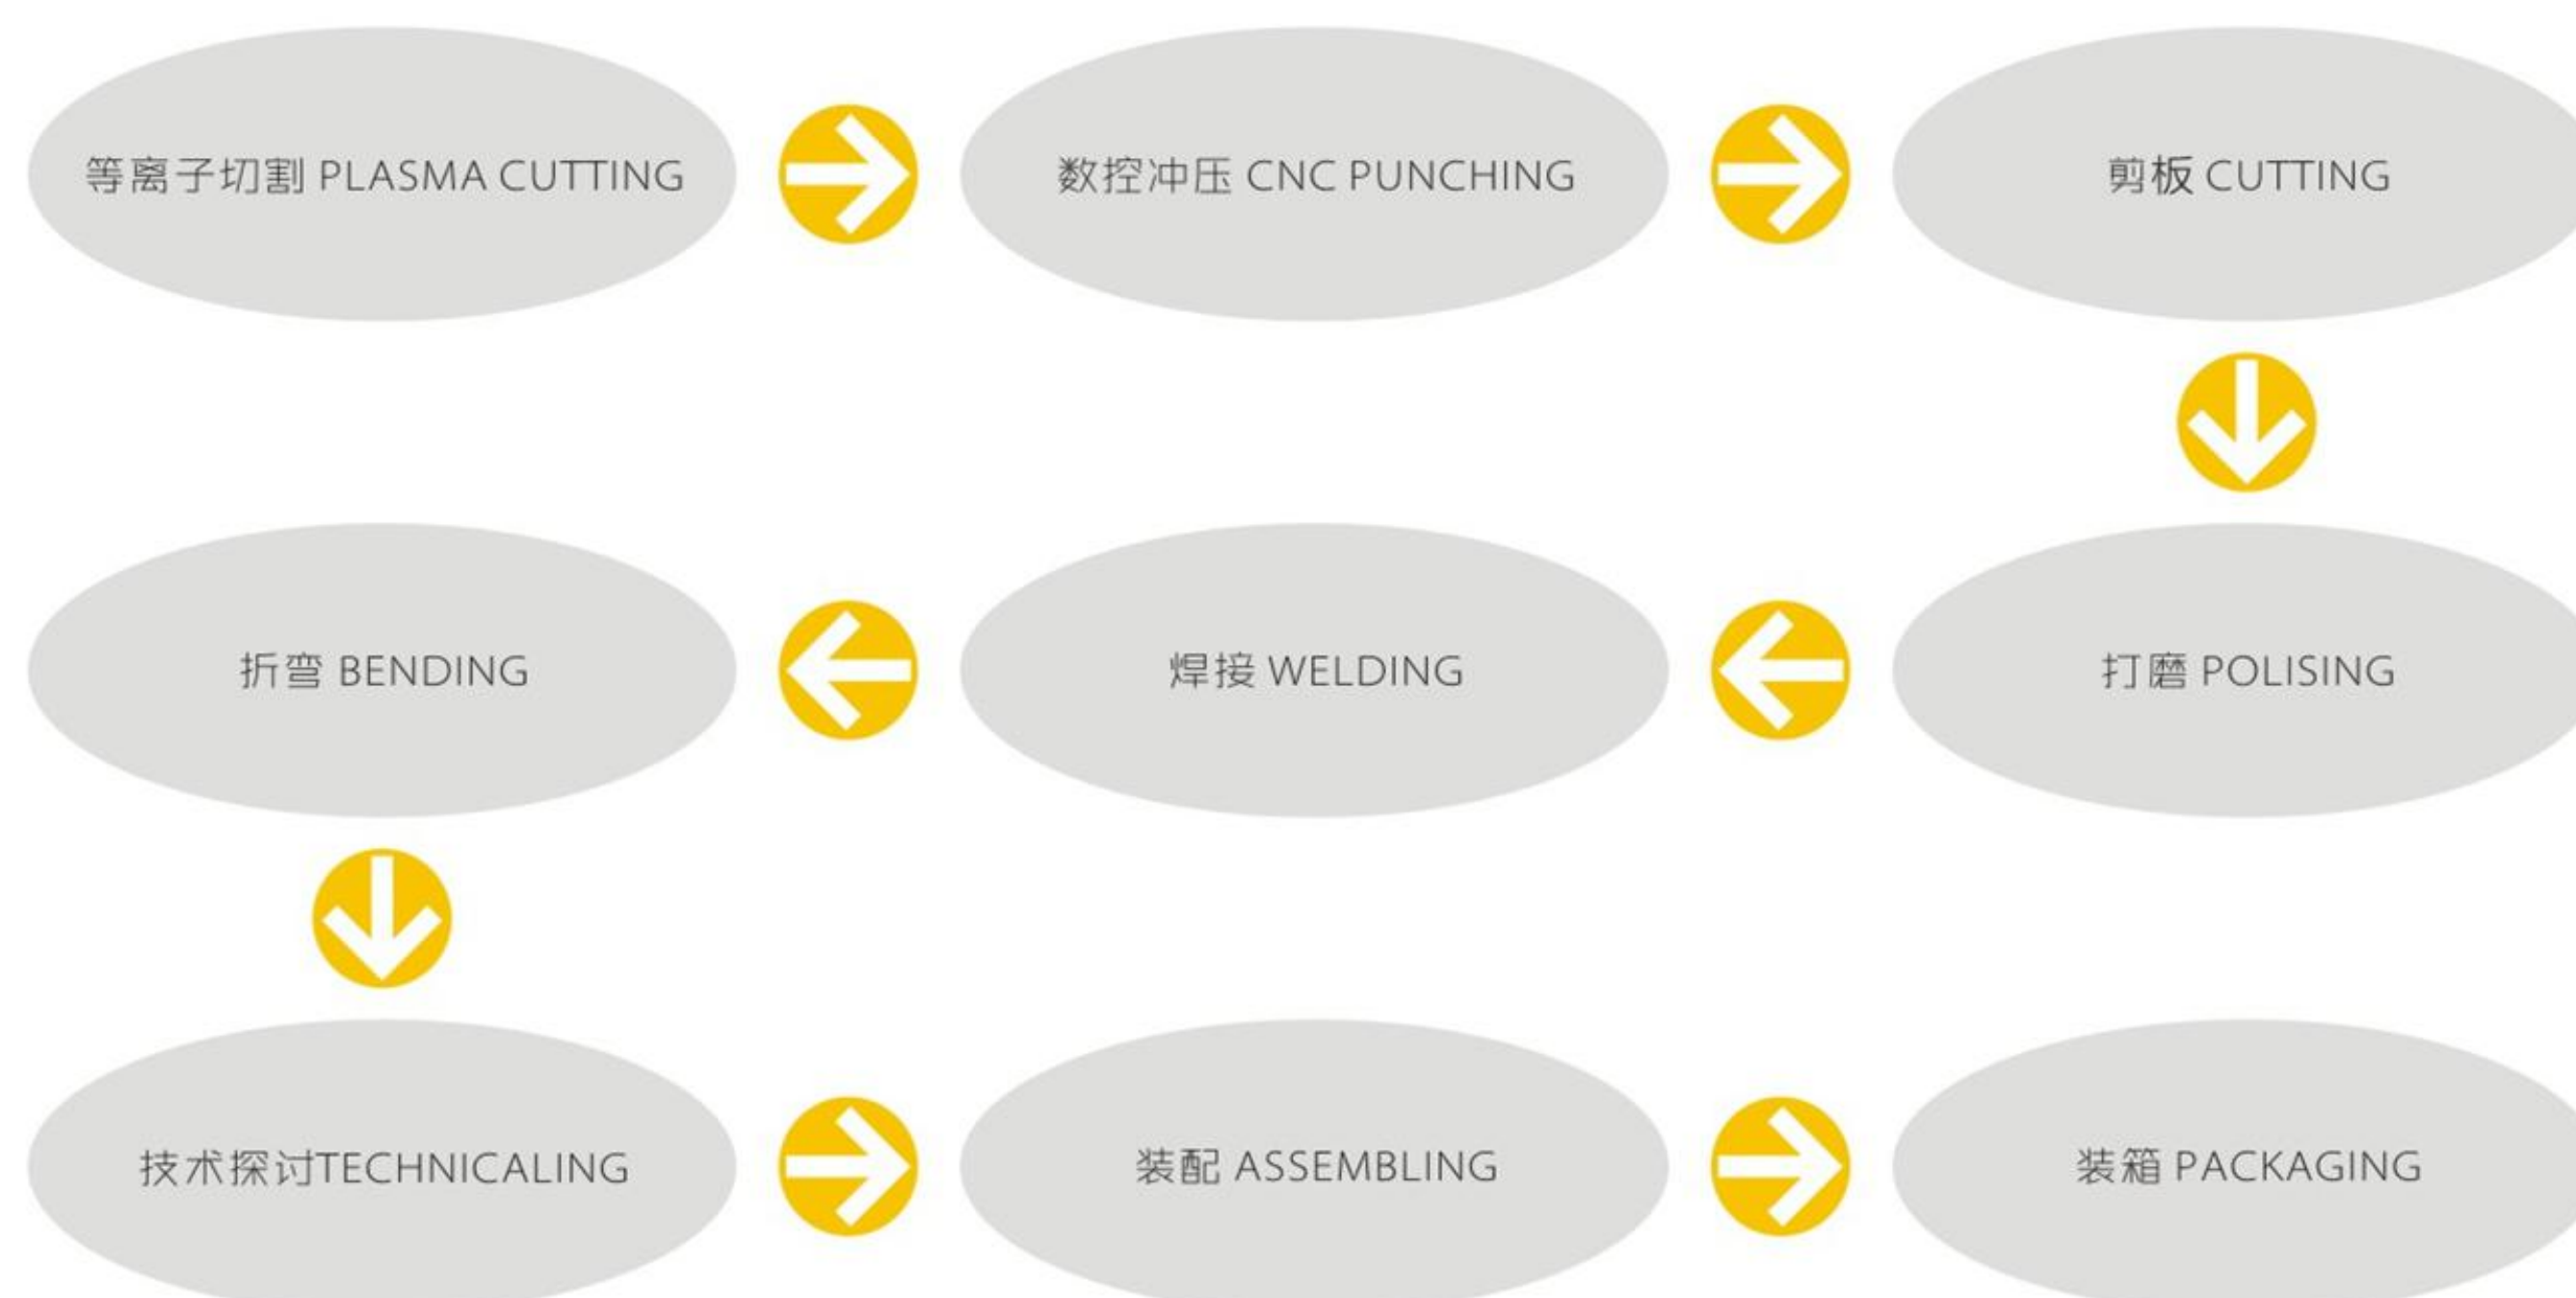 等离子切割 PLASMA CUTTING
数控冲压 CNC PUNCHING
剪板 CUTTING
打磨 POLISING
焊接 WELDING
折弯 BENDING
技术探讨TECHNICALING
装配 ASSEMBLING
装箱 PACKAGING